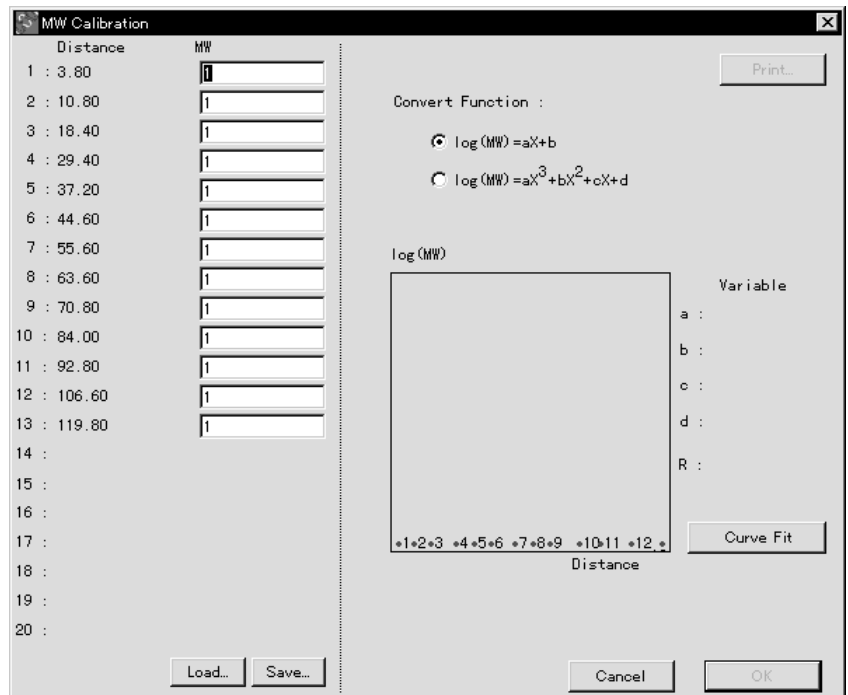 MW Calibration
Distance MW
1 : 3.80 1
2 : 10.80 1
3 : 18.40 1
4 : 29.40 1
5 : 37.20 1
6 : 44.60 1
7 : 55.60 1
8 : 63.60 1
9 : 70.80 1
10 : 84.00 1
11 : 92.80 1
12 : 106.60 1
13 : 119.80 1
14 :
15 :
16 :
17 :
18 :
19 :
20 :
Load... Save...
Print...
Convert Function :
log(MW)=aX+b
log(MW)=aX³+bX²+cX+d
log(MW)
1 2 3 4 5 6 7 8 9 10 11 12
Distance
Variable
a :
b :
c :
d :
R :
Curve Fit
Cancel OK